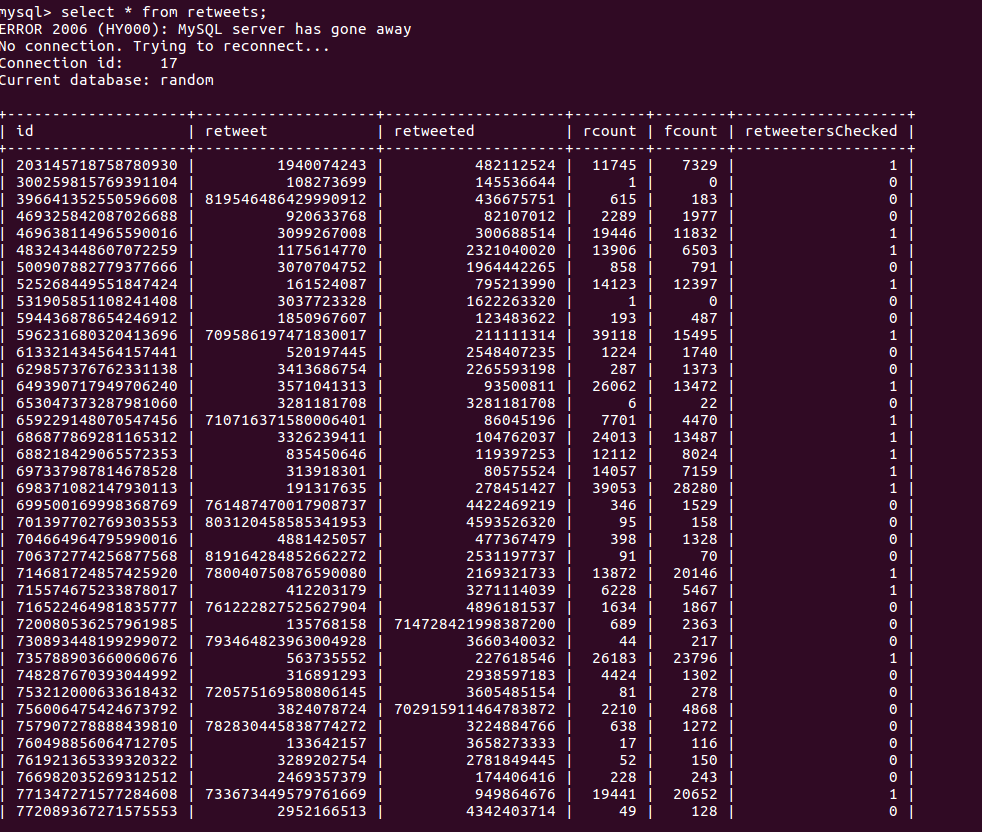 mysql> select * from retweets;
ERROR 2006 (HY000): MySQL server has gone away
No connection. Trying to reconnect...
Connection id:    17
Current database: random
+--------------------+--------------------+--------------------+--------+--------+-------------------+
| id                 | retweet            | retweeted          | rcount | fcount | retweetersChecked |
+--------------------+--------------------+--------------------+--------+--------+-------------------+
| 203145718758780930 |         1940074243 |          482112524 |  11745 |   7329 |                 1 |
| 300259815769391104 |          108273699 |          145536644 |      1 |      0 |                 0 |
| 396641352550596608 | 819546486429990912 |          436675751 |    615 |    183 |                 0 |
| 469325842087026688 |          920633768 |           82107012 |   2289 |   1977 |                 0 |
| 469638114965590016 |         3099267008 |          300688514 |  19446 |  11832 |                 1 |
| 483243448607072259 |         1175614770 |         2321040020 |  13906 |   6503 |                 1 |
| 500907882779377666 |         3070704752 |         1964442265 |    858 |    791 |                 0 |
| 525268449551847424 |          161524087 |          795213990 |  14123 |  12397 |                 1 |
| 531905851108241408 |         3037723328 |         1622263320 |      1 |      0 |                 0 |
| 594436878654246912 |         1850967607 |          123483622 |    193 |    487 |                 0 |
| 596231680320413696 | 709586197471830017 |          211111314 |  39118 |  15495 |                 1 |
| 613321434564157441 |          520197445 |         2548407235 |   1224 |   1740 |                 0 |
| 629857376762331138 |         3413686754 |         2265593198 |    287 |   1373 |                 0 |
| 649390717949706240 |         3571041313 |           93500811 |  26062 |  13472 |                 1 |
| 653047373287981060 |         3281181708 |         3281181708 |      6 |     22 |                 0 |
| 659229148070547456 | 710716371580006401 |           86045196 |   7701 |   4470 |                 1 |
| 686877869281165312 |         3326239411 |          104762037 |  24013 |  13487 |                 1 |
| 688218429065572353 |          835450646 |          119397253 |  12112 |   8024 |                 1 |
| 697337987814678528 |          313918301 |           80575524 |  14057 |   7159 |                 1 |
| 698371082147930113 |          191317635 |          278451427 |  39053 |  28280 |                 1 |
| 699500169998368769 | 761487470017908737 |         4422469219 |    346 |   1529 |                 0 |
| 701397702769303553 | 803120458585341953 |         4593526320 |     95 |    158 |                 0 |
| 704664964795990016 |         4881425057 |          477367479 |    398 |   1328 |                 0 |
| 706372774256877568 | 819164284852662272 |         2531197737 |     91 |     70 |                 0 |
| 714681724857425920 | 780040750876590080 |         2169321733 |  13872 |  20146 |                 1 |
| 715574675233878017 |          412203179 |         3271114039 |   6228 |   5467 |                 1 |
| 716522464981835777 | 761222827525627904 |         4896181537 |   1634 |   1867 |                 0 |
| 720080536257961985 |          135768158 | 714728421998387200 |    689 |   2363 |                 0 |
| 730893448199299072 | 793464823963004928 |         3660340032 |     44 |    217 |                 0 |
| 735788903660060676 |          563735552 |          227618546 |  26183 |  23796 |                 1 |
| 748287670393044992 |          316891293 |         2938597183 |   4424 |   1302 |                 0 |
| 753212000633618432 | 720575169580806145 |         3605485154 |     81 |    278 |                 0 |
| 756006475424673792 |         3824078724 | 702915911464783872 |   2210 |   4868 |                 0 |
| 757907278888439810 | 782830445838774272 |         3224884766 |    638 |   1272 |                 0 |
| 760498856064712705 |          133642157 |         3658273333 |     17 |    116 |                 0 |
| 761921365339320322 |         3289202754 |         2781849445 |     52 |    150 |                 0 |
| 766982035269312512 |         2469357379 |          174406416 |    228 |    243 |                 0 |
| 771347271577284608 | 733673449579761669 |          949864676 |  19441 |  20652 |                 1 |
| 772089367271575553 |         2952166513 |         4342403714 |     49 |    128 |                 0 |